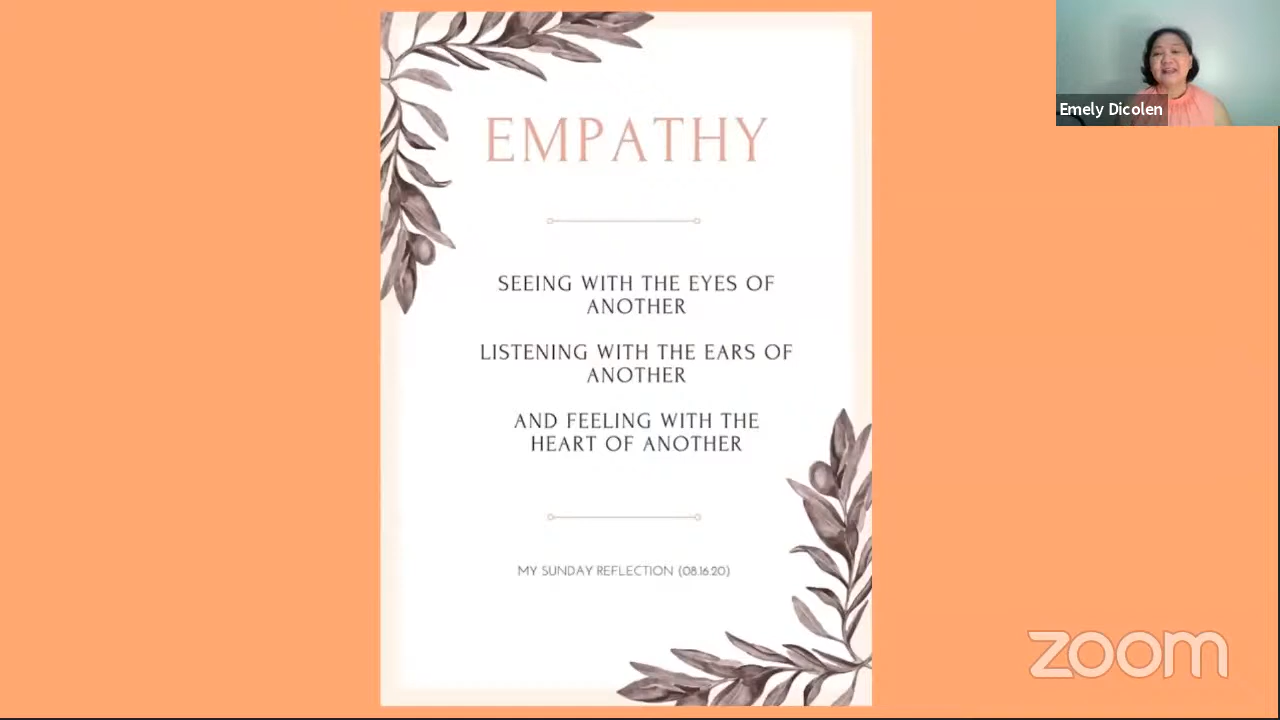 EMPATHY
SEEING WITH THE EYES OF
ANOTHER
LISTENING WITH THE EARS OF
ANOTHER
AND FEELING WITH THE
HEART OF ANOTHER
MY SUNDAY REFLECTION (08.16.20)
Emely Dicolen
zoom